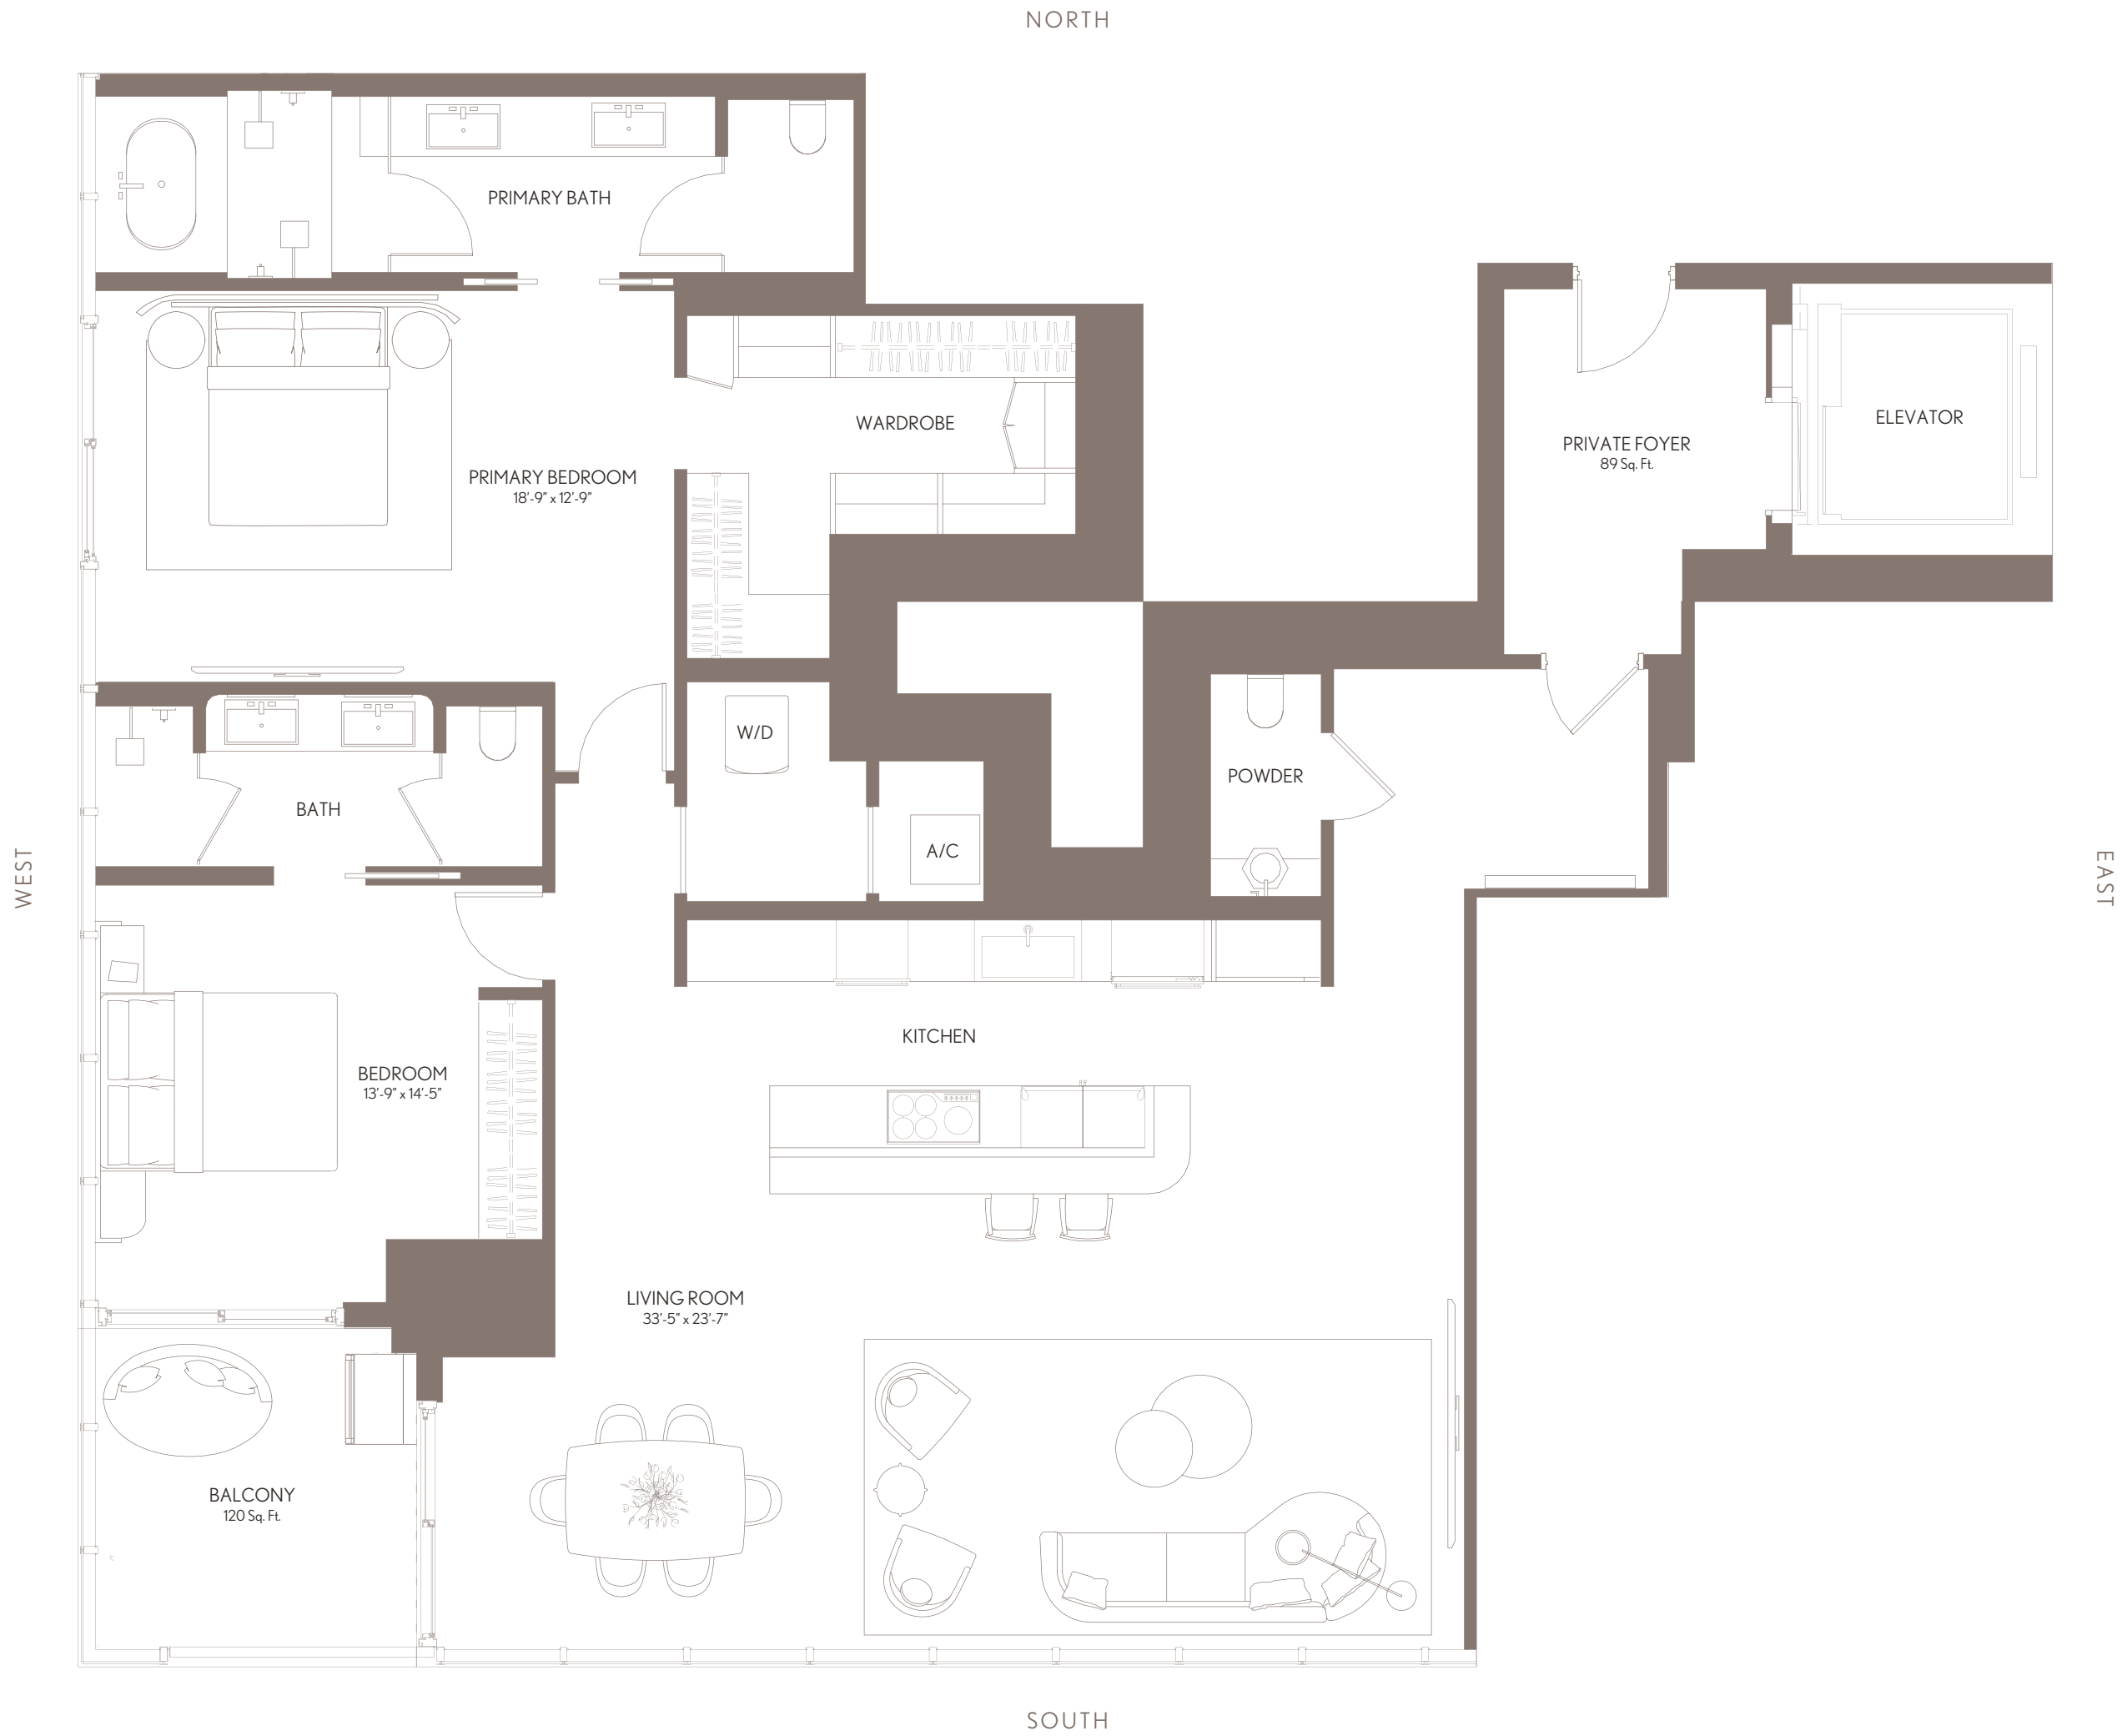 NORTH
PRIMARY BATH
WARDROBE
ELEVATOR
PRIVATE FOYER
89 Sq. Ft.
PRIMARY BEDROOM
18'-9" x 12'-9"
W/D
POWDER
BATH
A/C
WEST
EAST
KITCHEN
BEDROOM
13'-9" x 14'-5"
LIVING ROOM
33'-5" x 23'-7"
BALCONY
120 Sq. Ft.
SOUTH